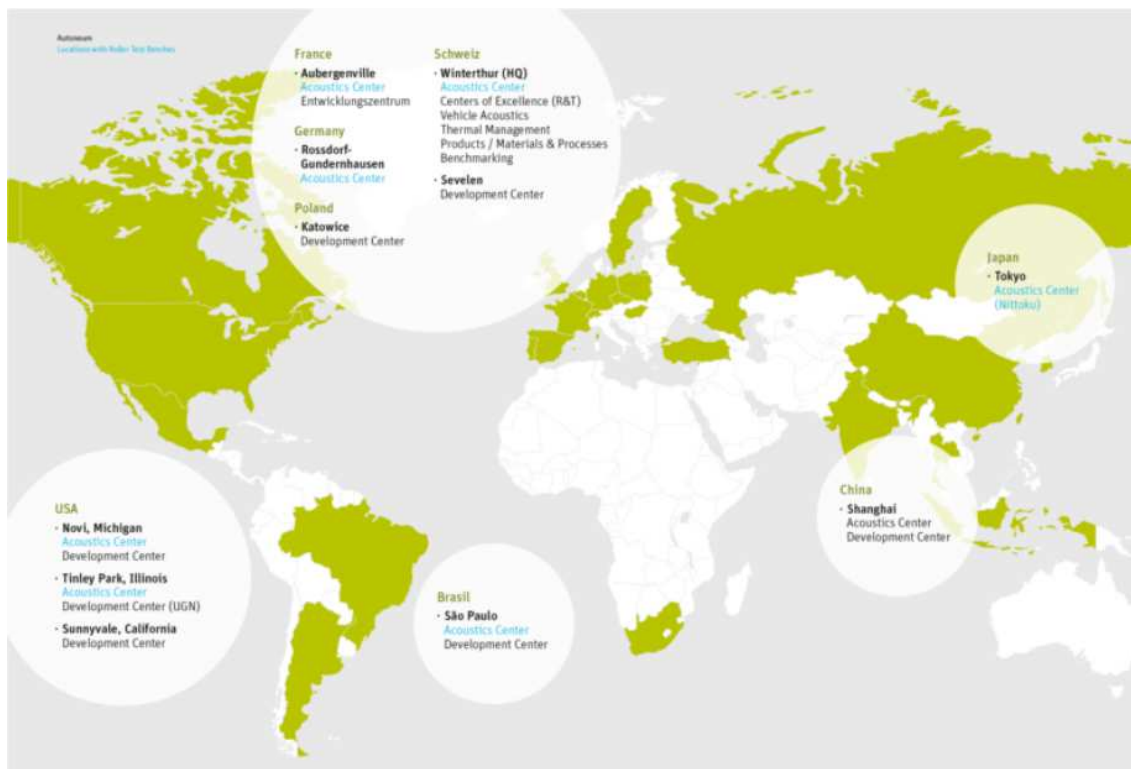 Autoneum
Locations with Roller Test Benches
France
· Aubergenville
Acoustics Center
Entwicklungszentrum
Germany
· Rossdorf-
Gundernhausen
Acoustics Center
Poland
· Katowice
Development Center
Schweiz
· Winterthur (HQ)
Acoustics Center
Centers of Excellence (R&T)
Vehicle Acoustics
Thermal Management
Products / Materials & Processes
Benchmarking
· Sevelen
Development Center
Japan
· Tokyo
Acoustics Center
(Nittoku)
USA
· Novi, Michigan
Acoustics Center
Development Center
· Tinley Park, Illinois
Acoustics Center
Development Center (UGN)
· Sunnyvale, California
Development Center
Brasil
· São Paulo
Acoustics Center
Development Center
China
· Shanghai
Acoustics Center
Development Center